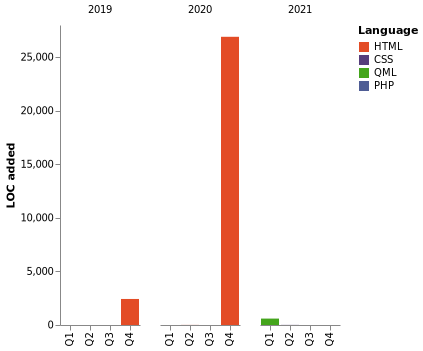 2019 2020 2021
Language
HTML
CSS
QML
PHP
LOC added
25,000
20,000
15,000
10,000
5,000
0
Q1 Q2 Q3 Q4 Q1 Q2 Q3 Q4 Q1 Q2 Q3 Q4